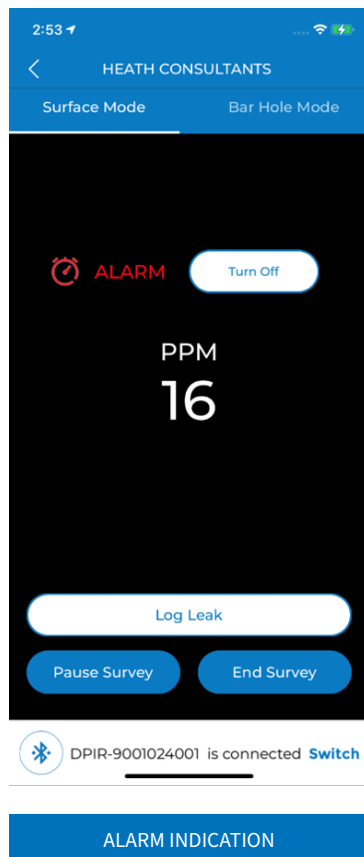 2:53
HEATH CONSULTANTS
Surface Mode Bar Hole Mode
ALARM Turn Off
PPM
16
Log Leak
Pause Survey End Survey
DPIR-9001024001 is connected Switch
ALARM INDICATION